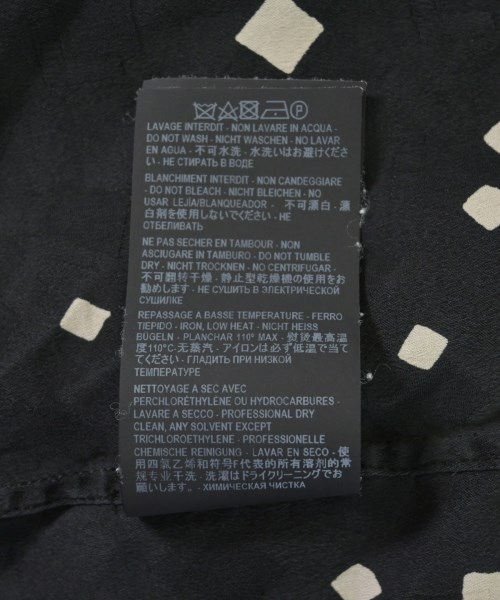 LAVAGE INTERDIT - NON LAVARE IN ACQUA -
DO NOT WASH - NICHT WASCHEN - NO LAVAR
EN AGUA - 不可水洗 - 水洗いはお避けくださ
い - НЕ СТИРАТЬ В ВОДЕ
BLANCHIMENT INTERDIT - NON CANDEGGIARE
- DO NOT BLEACH - NICHT BLEICHEN - NO
USAR LEJÍA/BLANQUEADOR - 不可漂白 - 漂
白剤を使用しないでください - НЕ
ОТБЕЛИВАТЬ
NE PAS SECHER EN TAMBOUR - NON
ASCIUGARE IN TAMBURO - DO NOT TUMBLE
DRY - NICHT TROCKNEN - NO CENTRIFUGAR -
不可翻转干燥 - 静止型乾燥機の使用をお
勧めします - НЕ СУШИТЬ В ЭЛЕКТРИЧЕСКОЙ
СУШИЛКЕ
REPASSAGE A BASSE TEMPERATURE - FERRO
TIEPIDO - IRON, LOW HEAT - NICHT HEISS
BÜGELN - PLANCHAR 110° MAX - 熨烫最高温
度110°C-无蒸汽 - アイロンは必ず低温で当て
てください - ГЛАДИТЬ ПРИ НИЗКОЙ
ТЕМПЕРАТУРЕ
NETTOYAGE A SEC AVEC
PERCHLORÉTHYLÈNE OU HYDROCARBURES -
LAVARE A SECCO - PROFESSIONAL DRY
CLEAN, ANY SOLVENT EXCEPT
TRICHLOROETHYLENE - PROFESSIONELLE
CHEMISCHE REINIGUNG - LAVAR EN SECO - 使
用四氯乙烯和符号F代表的所有溶剂的常
规专业干洗 - 洗濯はドライクリーニングでお
願いします。 - ХИМИЧЕСКАЯ ЧИСТКА